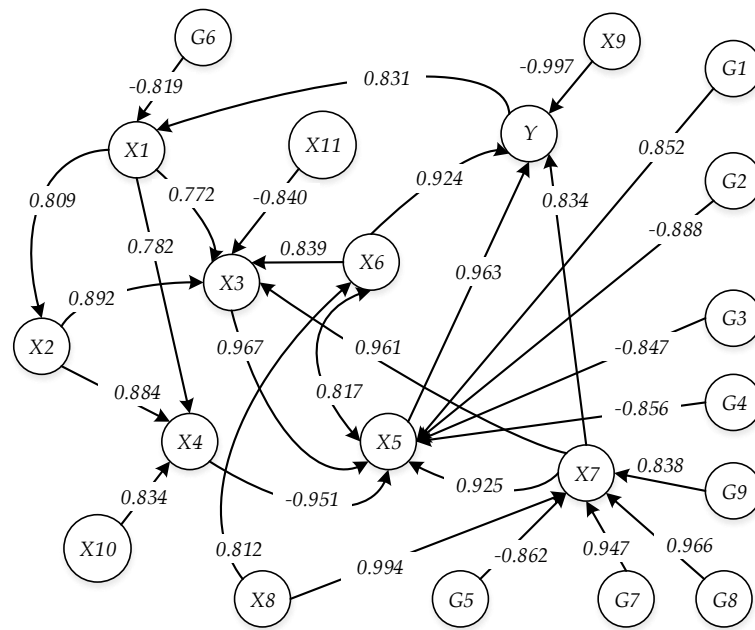 G6
X9
G1
-0.819
-0.997
0.831
Y
X1
X11
0.852
G2
0.924
0.809
0.772
-0.840
0.834
-0.888
0.782
0.839
X6
X3
0.963
0.892
G3
X2
0.967
0.961
-0.847
0.884
0.817
G4
-0.856
X4
X5
X7
0.838
G9
0.834
-0.951
0.925
X10
0.812
0.994
-0.862
0.947
0.966
X8
G5
G7
G8